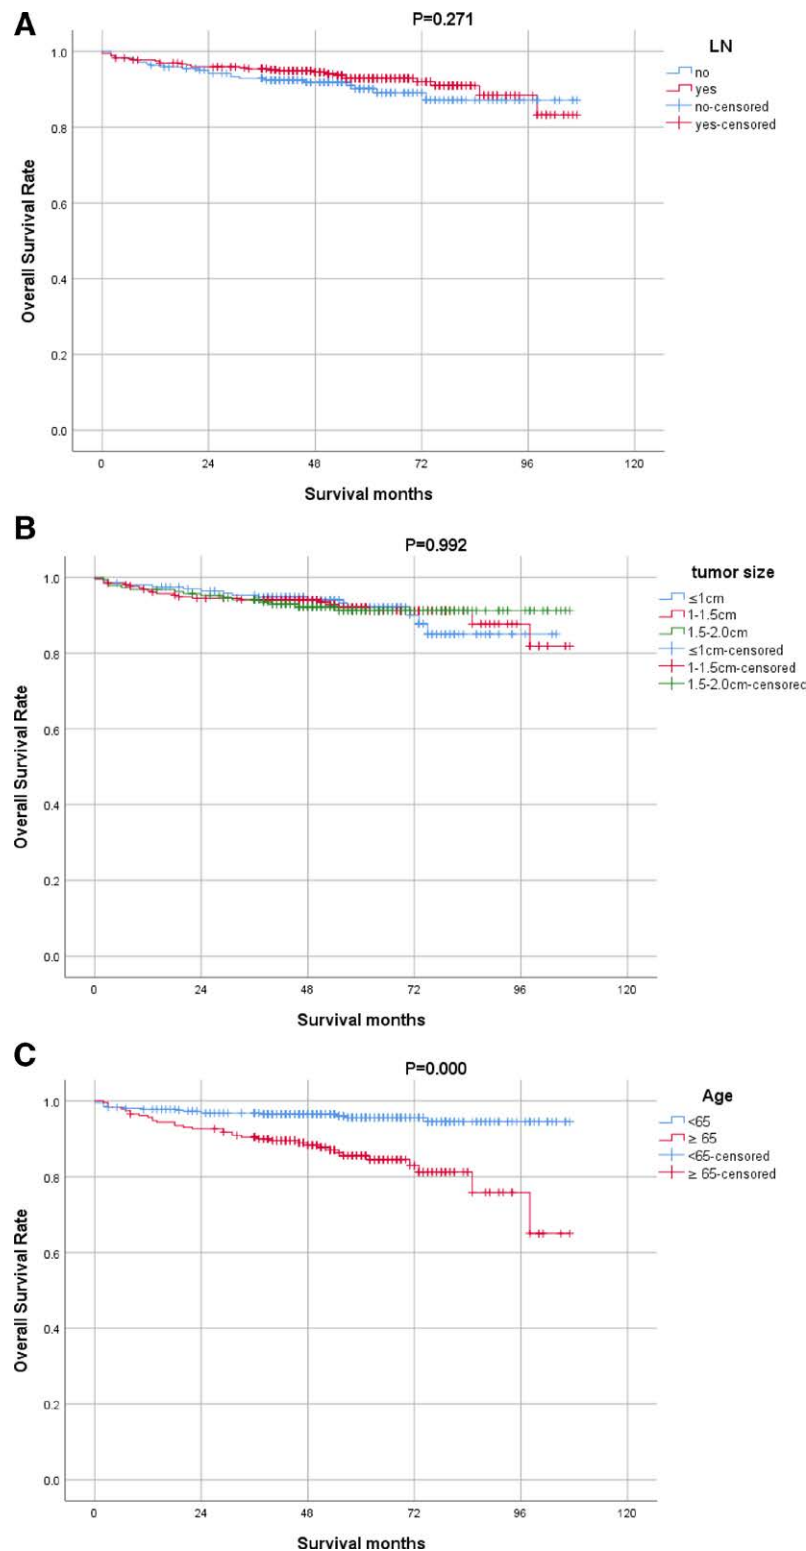 A
P=0.271
LN
no
yes
no-censored
yes-censored
1.0
0.8
0.6
0.4
0.2
0.0
Overall Survival Rate
0 24 48 72 96 120
Survival months
B
P=0.992
tumor size
≤1cm
1-1.5cm
1.5-2.0cm
≤1cm-censored
1-1.5cm-censored
1.5-2.0cm-censored
1.0
0.8
0.6
0.4
0.2
0.0
Overall Survival Rate
0 24 48 72 96 120
Survival months
C
P=0.000
Age
<65
≥ 65
<65-censored
≥ 65-censored
1.0
0.8
0.6
0.4
0.2
0.0
Overall Survival Rate
0 24 48 72 96 120
Survival months